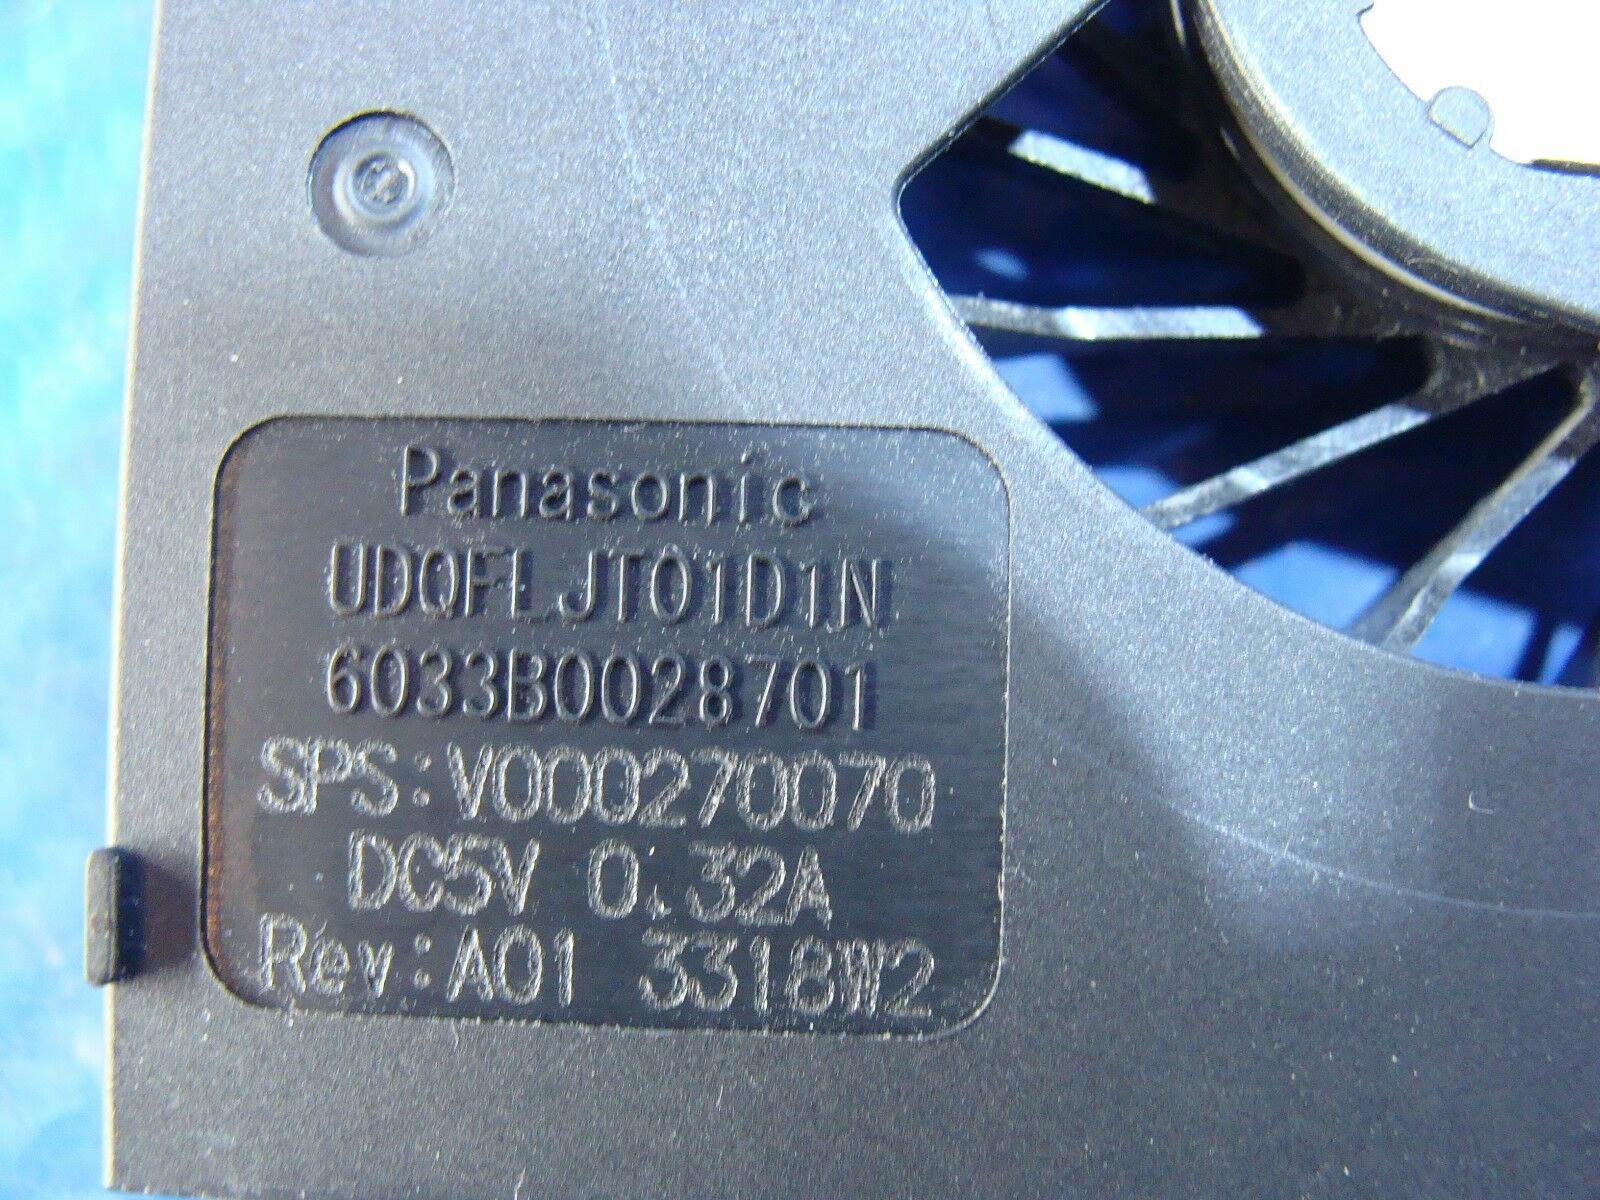 Panasonic
UDQFLJT01D1N
6033B0028701
SPS:V000270070
DC5V 0.32A
Rev:A01 3318W2